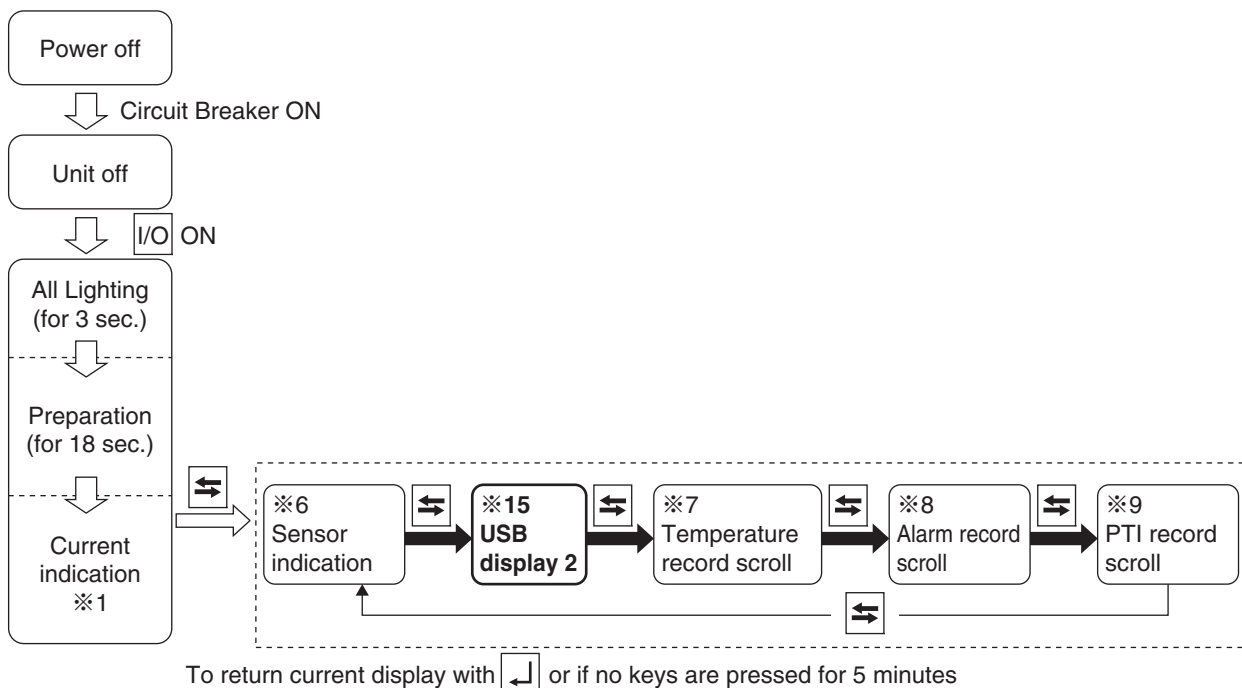 Power off
Circuit Breaker ON
Unit off
I/O ON
All Lighting
(for 3 sec.)
Preparation
(for 18 sec.)
Current
indication
※1
※6
Sensor
indication
※15
USB
display 2
※7
Temperature
record scroll
※8
Alarm record
scroll
※9
PTI record
scroll
To return current display with or if no keys are pressed for 5 minutes